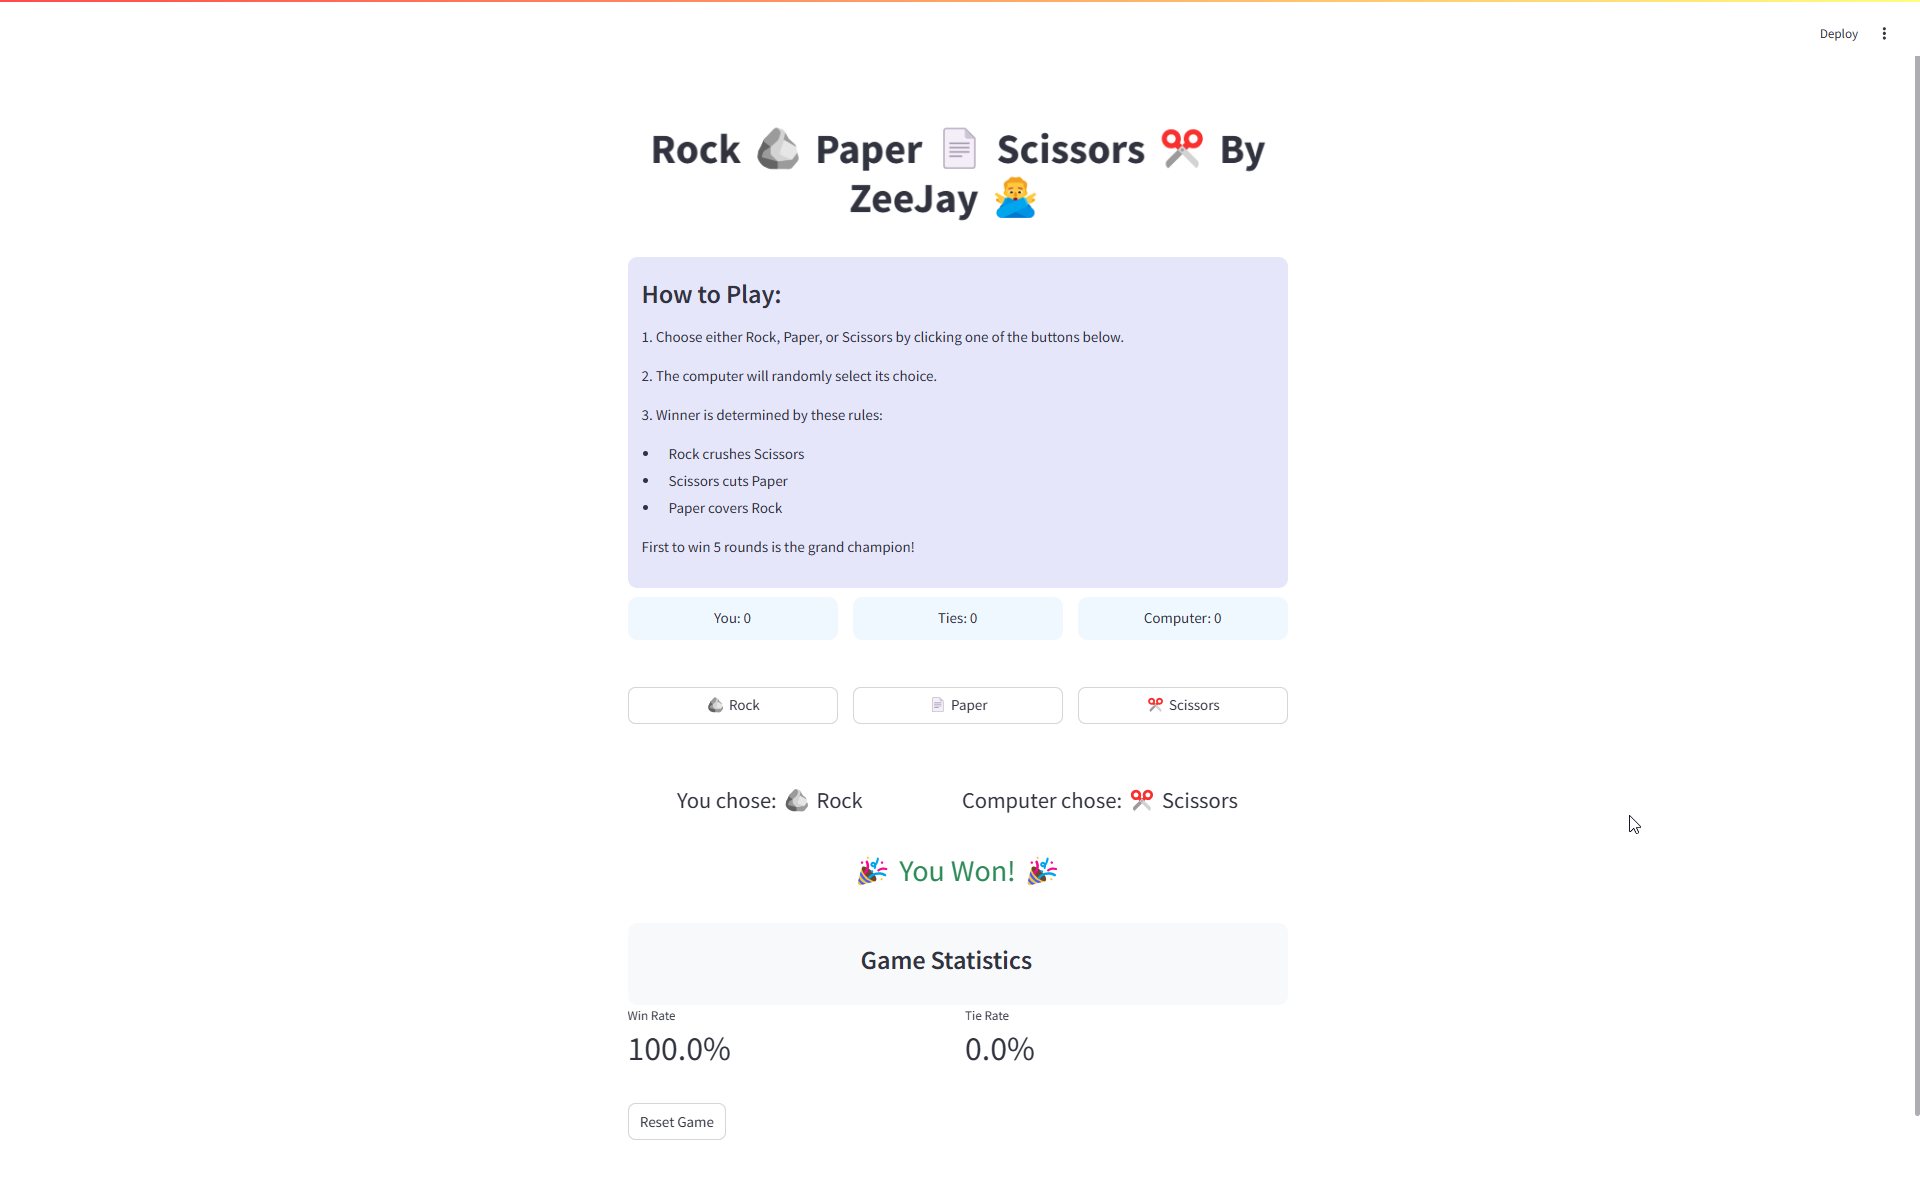 Deploy
Rock 🪨 Paper 📄 Scissors ✂️ By
ZeeJay 🙅‍♂️
How to Play:
1. Choose either Rock, Paper, or Scissors by clicking one of the buttons below.
2. The computer will randomly select its choice.
3. Winner is determined by these rules:
• Rock crushes Scissors
• Scissors cuts Paper
• Paper covers Rock
First to win 5 rounds is the grand champion!
You: 0
Ties: 0
Computer: 0
🪨 Rock
📄 Paper
✂️ Scissors
You chose: 🪨 Rock
Computer chose: ✂️ Scissors
🎉 You Won! 🎉
Game Statistics
Win Rate
Tie Rate
100.0%
0.0%
Reset Game